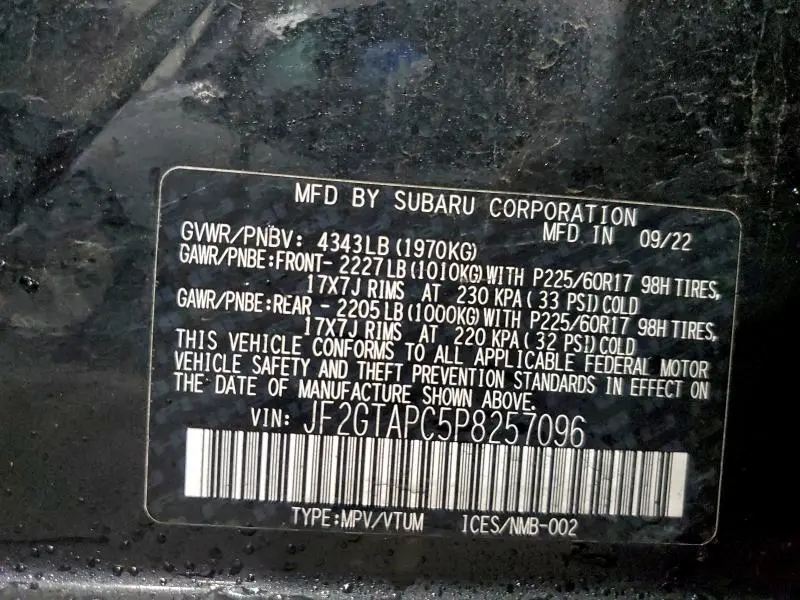 MFD BY SUBARU CORPORATION
MFD IN 09/22
GVWR/PNBV: 4343LB(1970KG)
GAWR/PNBE:FRONT- 2227LB(1010KG)WITH P225/60R17 98H TIRES,
17X7J RIMS AT 230 KPA(33 PSI)COLD
GAWR/PNBE:REAR - 2205LB(1000KG)WITH P225/60R17 98H TIRES,
17X7J RIMS AT 220 KPA(32 PSI)COLD
THIS VEHICLE CONFORMS TO ALL APPLICABLE FEDERAL MOTOR
VEHICLE SAFETY AND THEFT PREVENTION STANDARDS IN EFFECT ON
THE DATE OF MANUFACTURE SHOWN ABOVE.
VIN: JF2GTAPC5P8257096
TYPE:MPV/VTUM ICES/NMB-002